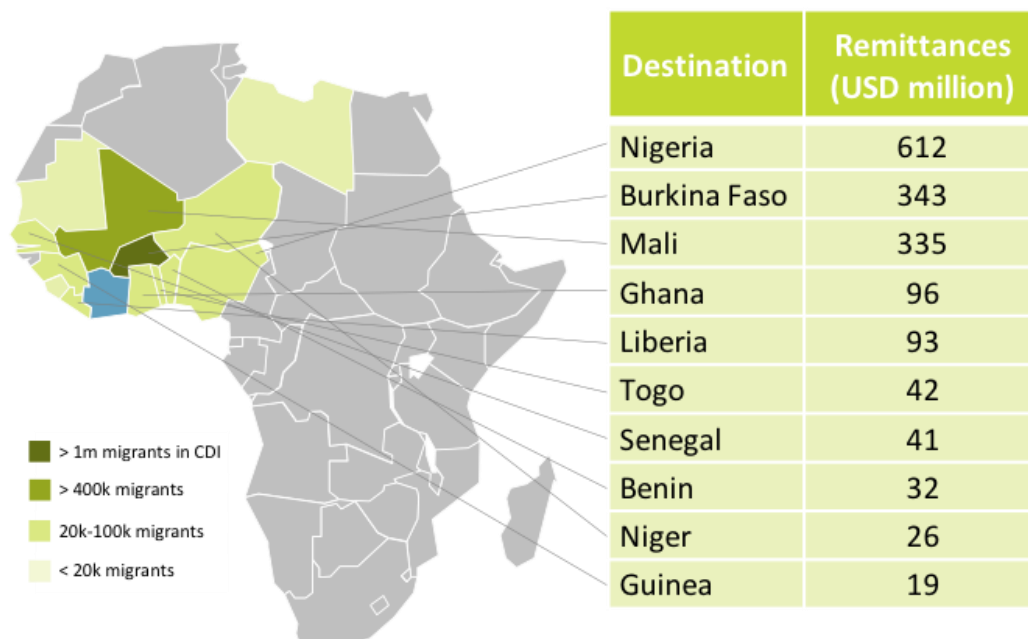 Destination Remittances (USD million)
Nigeria 612
Burkina Faso 343
Mali 335
Ghana 96
Liberia 93
Togo 42
Senegal 41
Benin 32
Niger 26
Guinea 19
> 1m migrants in CDI
> 400k migrants
20k-100k migrants
< 20k migrants